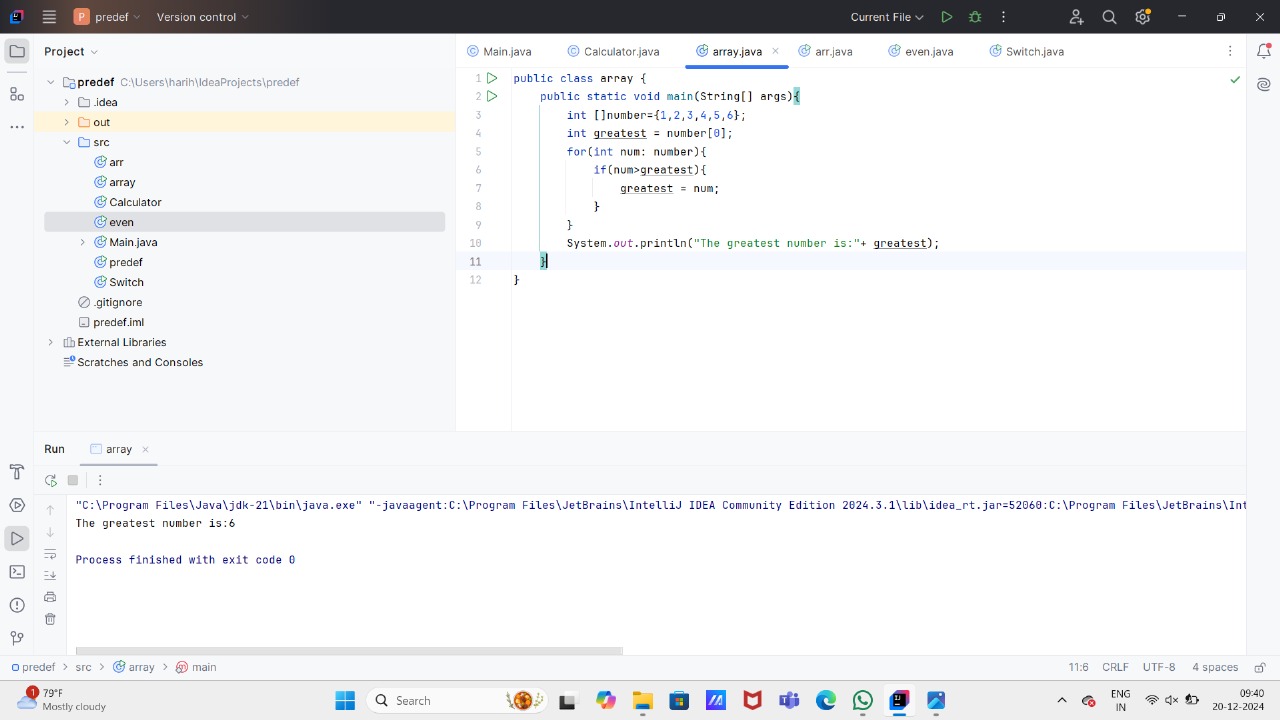 P predef Version control Current File
Project
Main.java Calculator.java array.java arr.java even.java Switch.java
predef C:\Users\harih\IdeaProjects\predef
.idea
out
src
arr
array
Calculator
even
Main.java
predef
Switch
.gitignore
predef.iml
External Libraries
Scratches and Consoles
1 public class array {
2 public static void main(String[] args){
3 int []number={1,2,3,4,5,6};
4 int greatest = number[0];
5 for(int num: number){
6 if(num>greatest){
7 greatest = num;
8 }
9 }
10 System.out.println("The greatest number is:"+ greatest);
11 }
12 }
Run array
"C:\Program Files\Java\jdk-21\bin\java.exe" "-javaagent:C:\Program Files\JetBrains\IntelliJ IDEA Community Edition 2024.3.1\lib\idea_rt.jar=52060:C:\Program Files\JetBrains\Int
The greatest number is:6
Process finished with exit code 0
predef > src > array > main 11:6 CRLF UTF-8 4 spaces
1 79°F
Mostly cloudy
Search
ENG
IN
09:40
20-12-2024